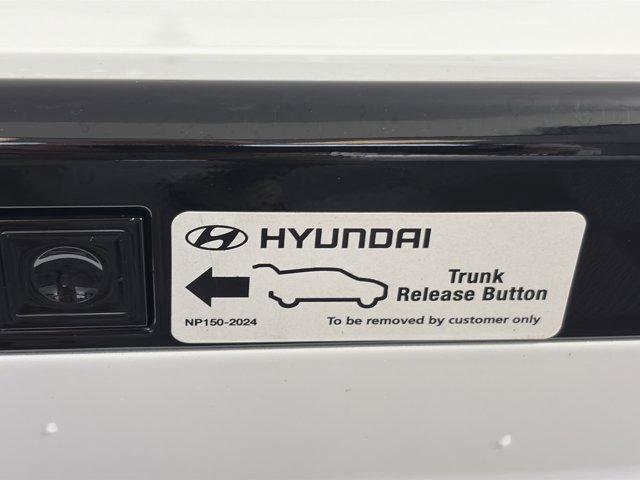 HYUNDAI
Trunk
Release Button
NP150-2024
To be removed by customer only